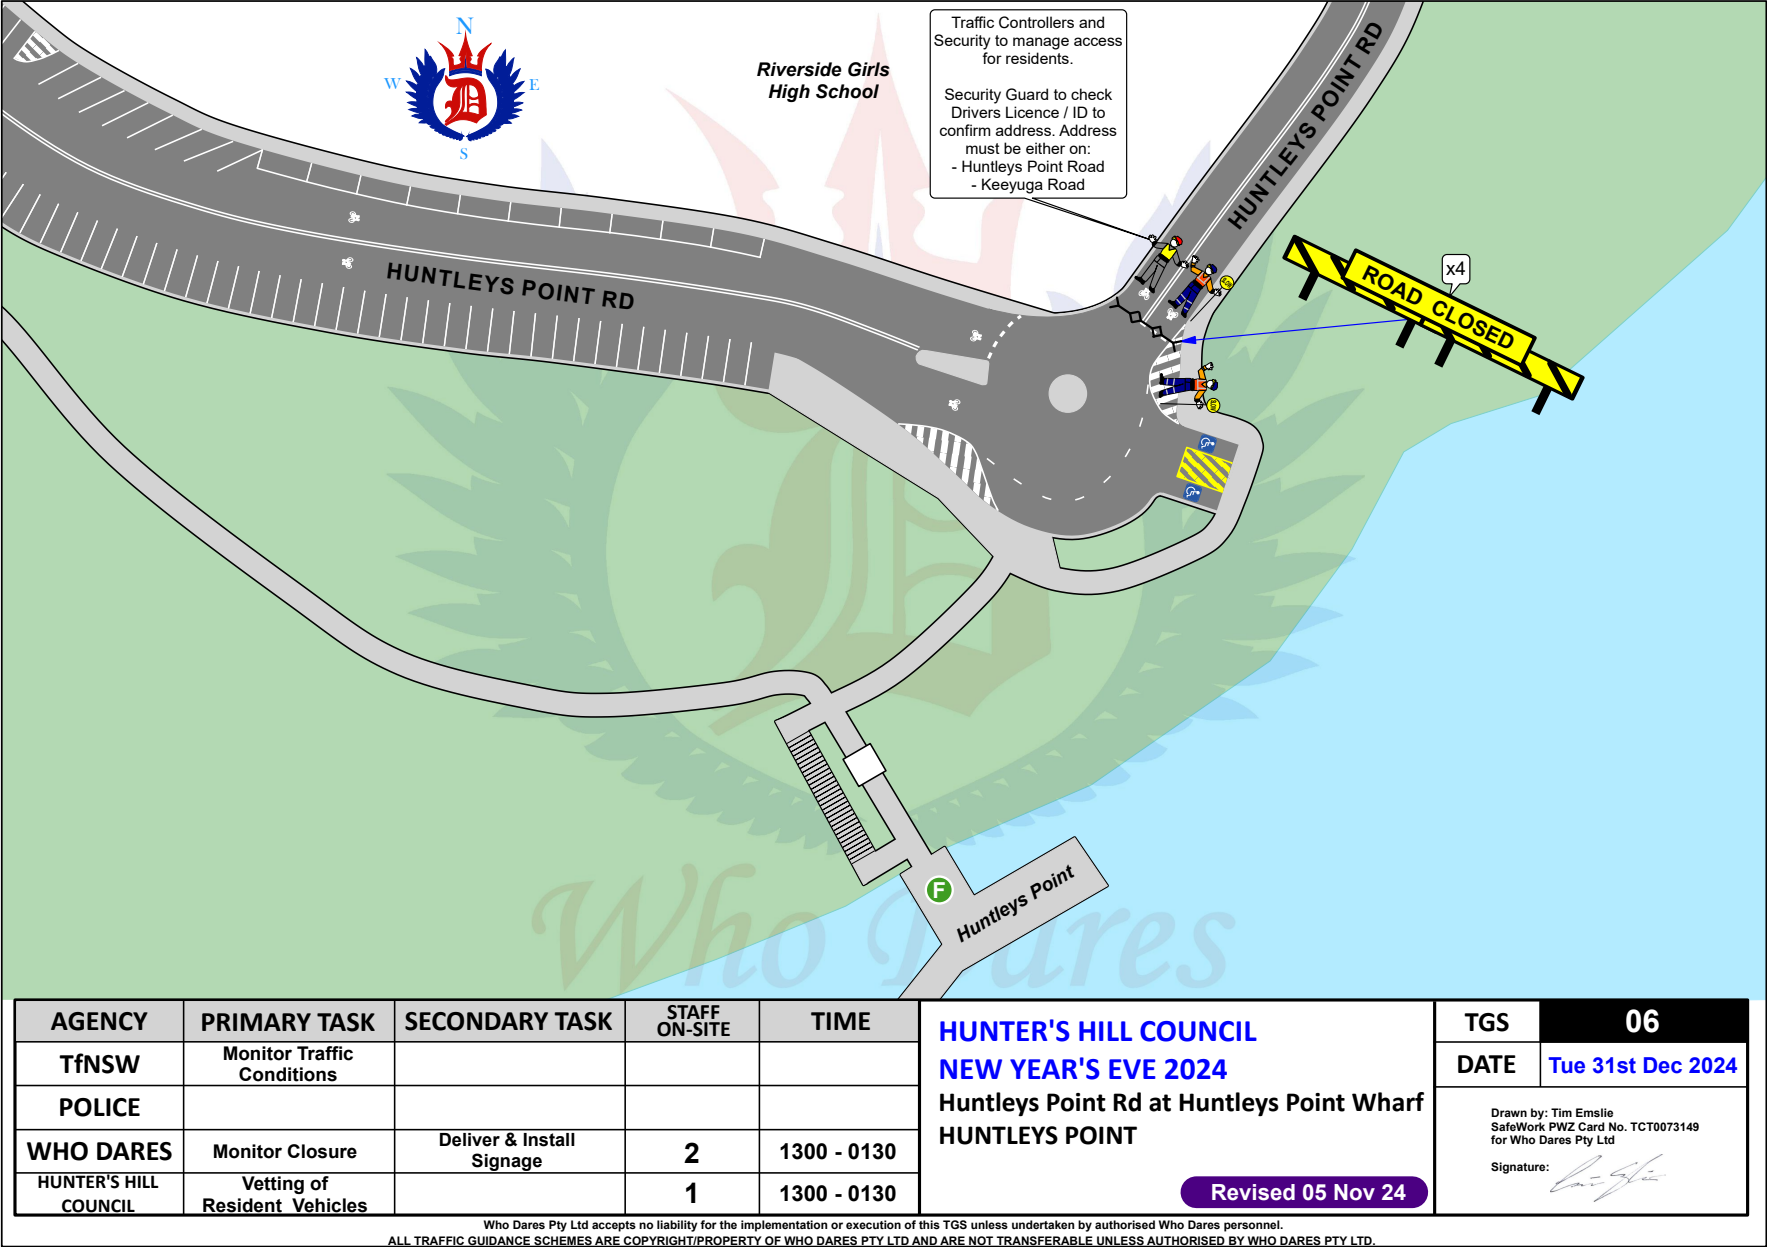 N
W
E
S
Riverside Girls
High School
Traffic Controllers and
Security to manage access
for residents.
Security Guard to check
Drivers Licence / ID to
confirm address. Address
must be either on:
- Huntleys Point Road
- Keeyuga Road
HUNTLEYS POINT RD
HUNTLEYS POINT RD
x4
ROAD CLOSED
F
Huntleys Point
Who Dares
AGENCY PRIMARY TASK SECONDARY TASK STAFF ON-SITE TIME
TfNSW Monitor Traffic Conditions
POLICE
WHO DARES Monitor Closure Deliver & Install Signage 2 1300 - 0130
HUNTER'S HILL COUNCIL Vetting of Resident Vehicles 1 1300 - 0130
HUNTER'S HILL COUNCIL
NEW YEAR'S EVE 2024
Huntleys Point Rd at Huntleys Point Wharf
HUNTLEYS POINT
Revised 05 Nov 24
TGS 06
DATE Tue 31st Dec 2024
Drawn by: Tim Emslie
SafeWork PWZ Card No. TCT0073149
for Who Dares Pty Ltd
Signature:
Who Dares Pty Ltd accepts no liability for the implementation or execution of this TGS unless undertaken by authorised Who Dares personnel.
ALL TRAFFIC GUIDANCE SCHEMES ARE COPYRIGHT/PROPERTY OF WHO DARES PTY LTD AND ARE NOT TRANSFERABLE UNLESS AUTHORISED BY WHO DARES PTY LTD.